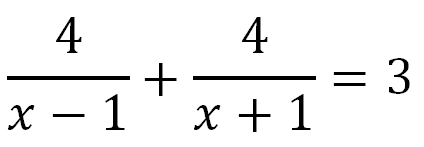 4/(x − 1) + 4/(x + 1) = 3